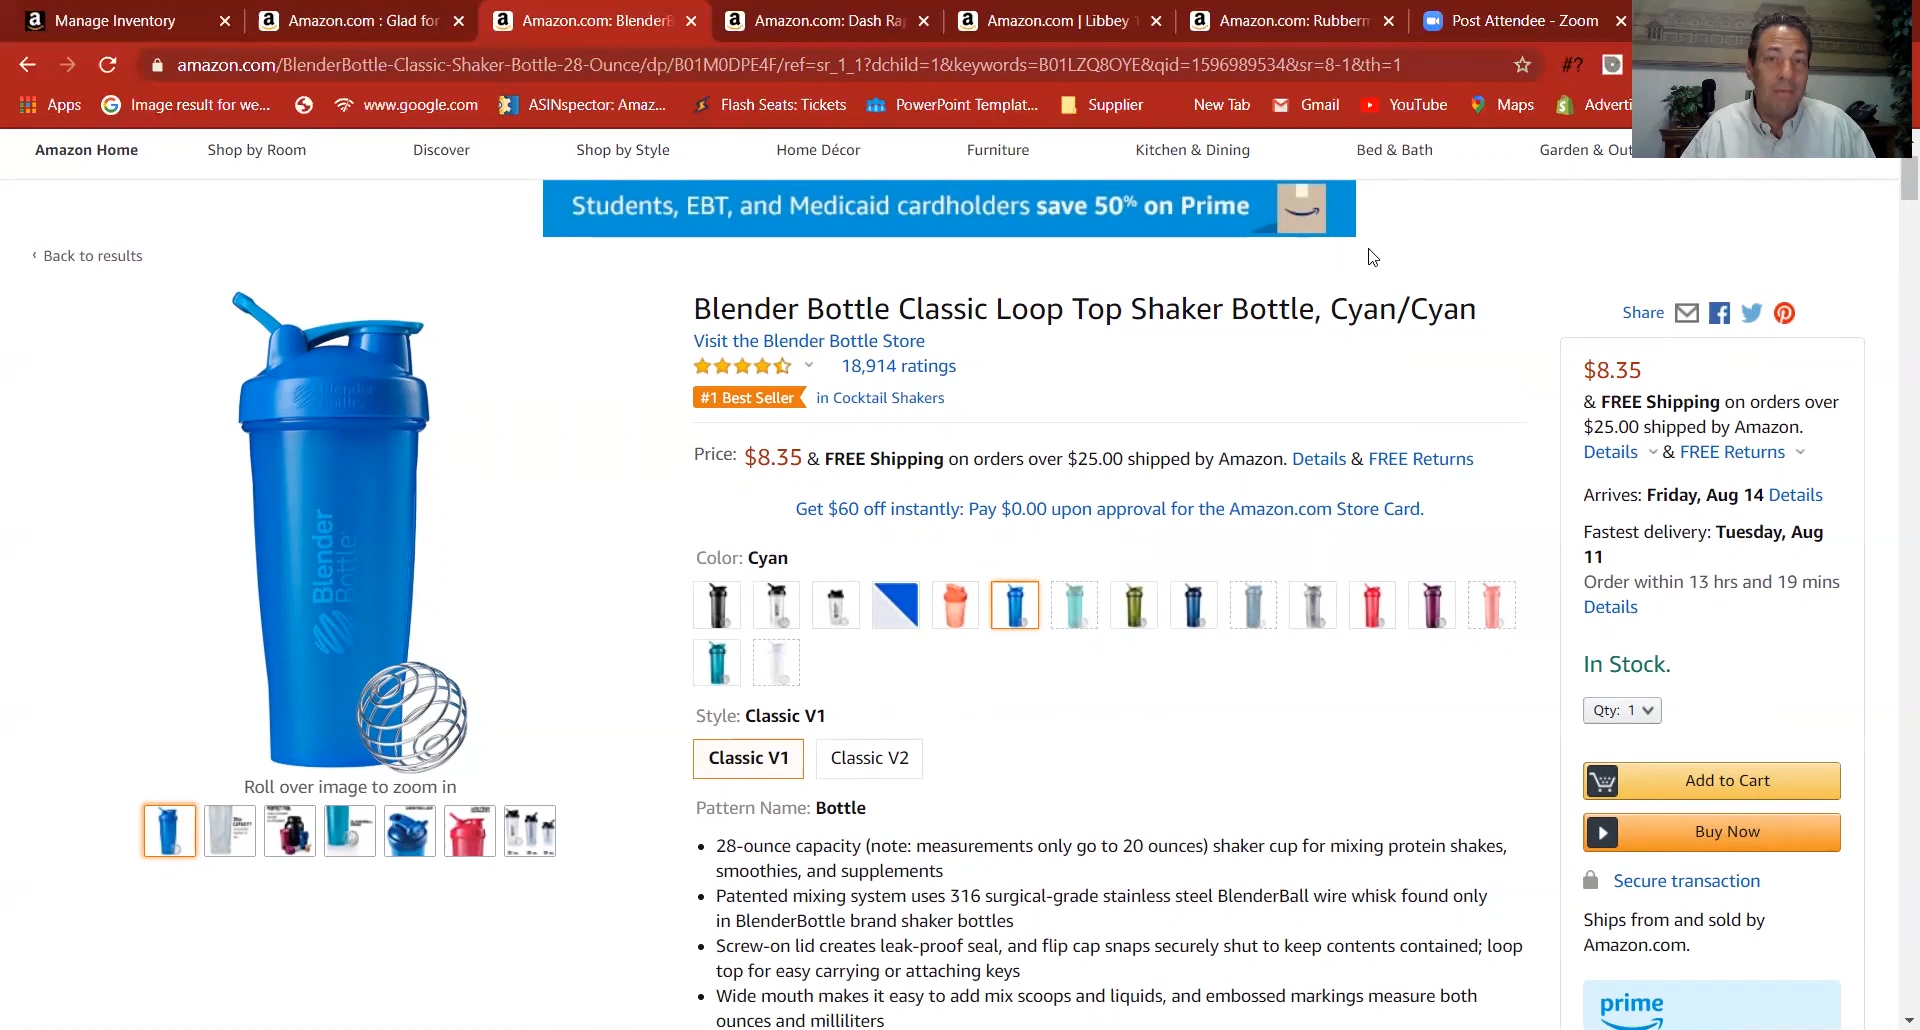 Manage Inventory
Amazon.com : Glad for
Amazon.com: BlenderB
Amazon.com: Dash Rap
Amazon.com | Libbey
Amazon.com: Rubberm
Post Attendee - Zoom
amazon.com/BlenderBottle-Classic-Shaker-Bottle-28-Ounce/dp/B01M0DPE4F/ref=sr_1_1?dchild=1&keywords=B01LZQ8OYE&qid=1596989534&sr=8-1&th=1
#?
Apps
Image result for we...
www.google.com
ASINspector: Amaz...
Flash Seats: Tickets
PowerPoint Templat...
Supplier
New Tab
Gmail
YouTube
Maps
Adverti
Amazon Home
Shop by Room
Discover
Shop by Style
Home Décor
Furniture
Kitchen & Dining
Bed & Bath
Garden & Out
Students, EBT, and Medicaid cardholders save 50% on Prime
‹ Back to results
Blender Bottle
Blender Bottle
Roll over image to zoom in
Blender Bottle Classic Loop Top Shaker Bottle, Cyan/Cyan
Visit the Blender Bottle Store
18,914 ratings
#1 Best Seller in Cocktail Shakers
Price: $8.35 & FREE Shipping on orders over $25.00 shipped by Amazon. Details & FREE Returns
Get $60 off instantly: Pay $0.00 upon approval for the Amazon.com Store Card.
Color: Cyan
Style: Classic V1
Classic V1
Classic V2
Pattern Name: Bottle
• 28-ounce capacity (note: measurements only go to 20 ounces) shaker cup for mixing protein shakes,
smoothies, and supplements
• Patented mixing system uses 316 surgical-grade stainless steel BlenderBall wire whisk found only
in BlenderBottle brand shaker bottles
• Screw-on lid creates leak-proof seal, and flip cap snaps securely shut to keep contents contained; loop
top for easy carrying or attaching keys
• Wide mouth makes it easy to add mix scoops and liquids, and embossed markings measure both
ounces and milliliters
Share
$8.35
& FREE Shipping on orders over
$25.00 shipped by Amazon.
Details & FREE Returns
Arrives: Friday, Aug 14 Details
Fastest delivery: Tuesday, Aug
11
Order within 13 hrs and 19 mins
Details
In Stock.
Qty: 1
Add to Cart
Buy Now
Secure transaction
Ships from and sold by
Amazon.com.
prime